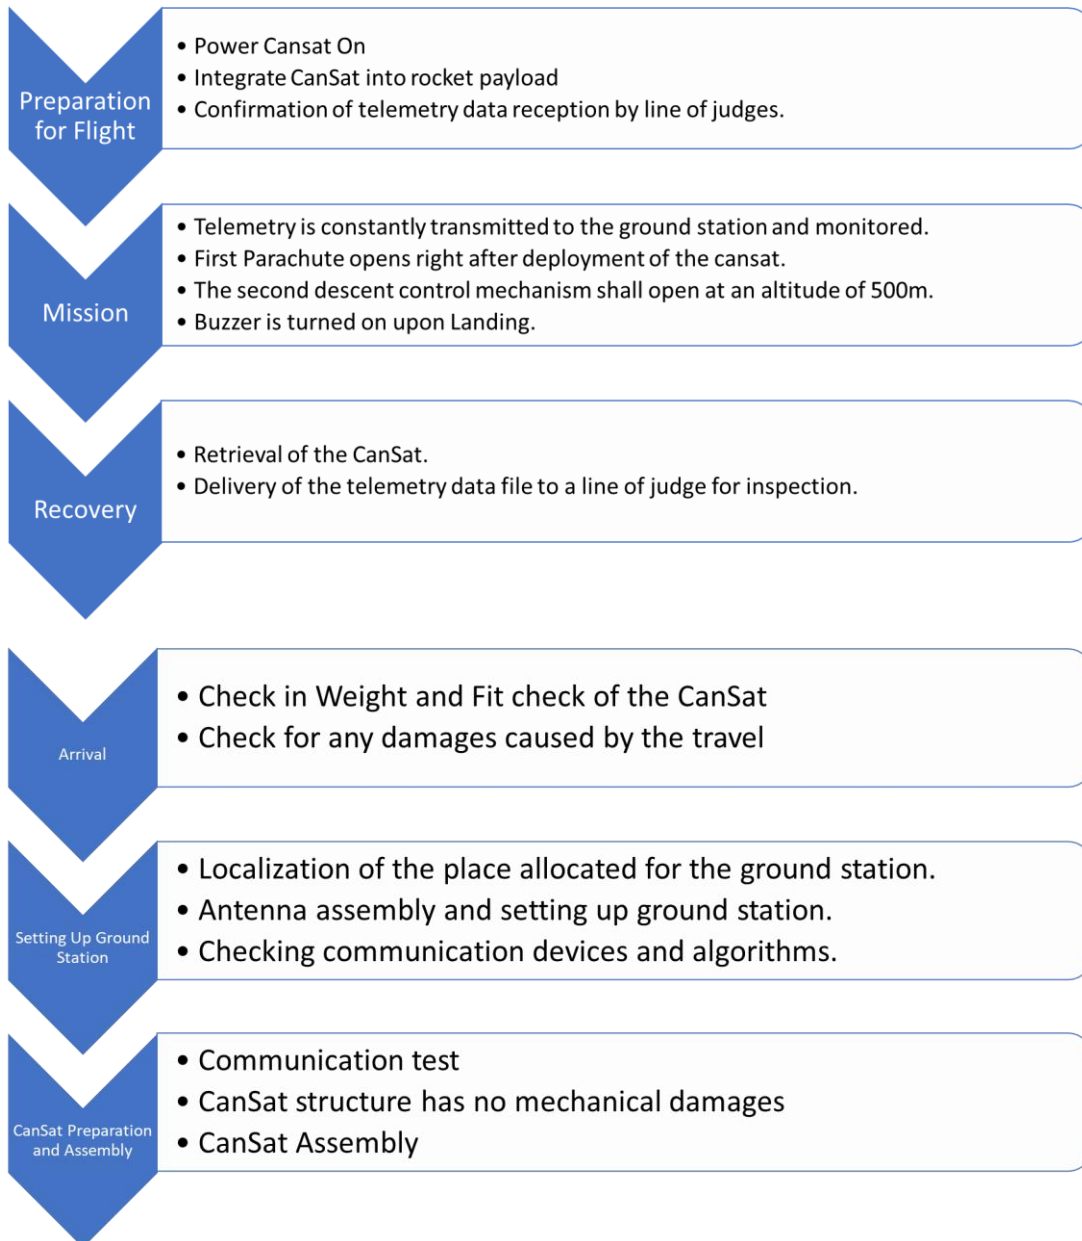 Preparation
for Flight
• Power Cansat On
• Integrate CanSat into rocket payload
• Confirmation of telemetry data reception by line of judges.
Mission
• Telemetry is constantly transmitted to the ground station and monitored.
• First Parachute opens right after deployment of the cansat.
• The second descent control mechanism shall open at an altitude of 500m.
• Buzzer is turned on upon Landing.
Recovery
• Retrieval of the CanSat.
• Delivery of the telemetry data file to a line of judge for inspection.
Arrival
• Check in Weight and Fit check of the CanSat
• Check for any damages caused by the travel
Setting Up Ground
Station
• Localization of the place allocated for the ground station.
• Antenna assembly and setting up ground station.
• Checking communication devices and algorithms.
CanSat Preparation
and Assembly
• Communication test
• CanSat structure has no mechanical damages
• CanSat Assembly